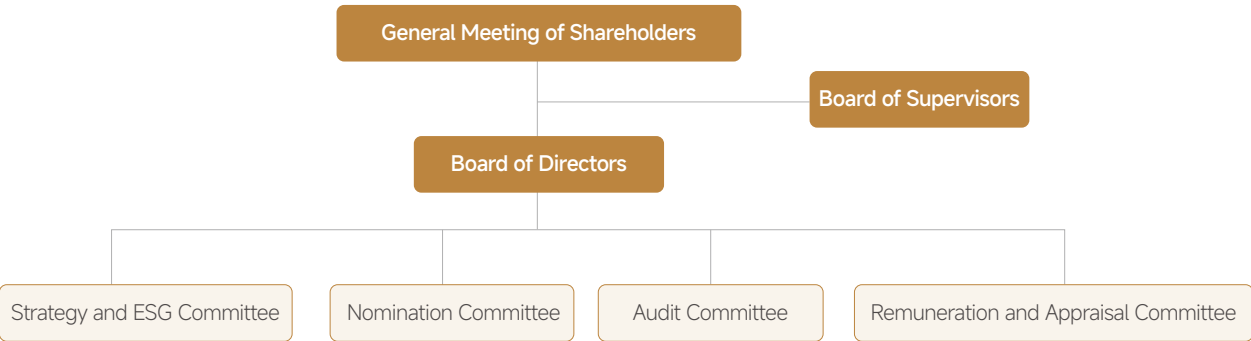 General Meeting of Shareholders
Board of Supervisors
Board of Directors
Strategy and ESG Committee
Nomination Committee
Audit Committee
Remuneration and Appraisal Committee